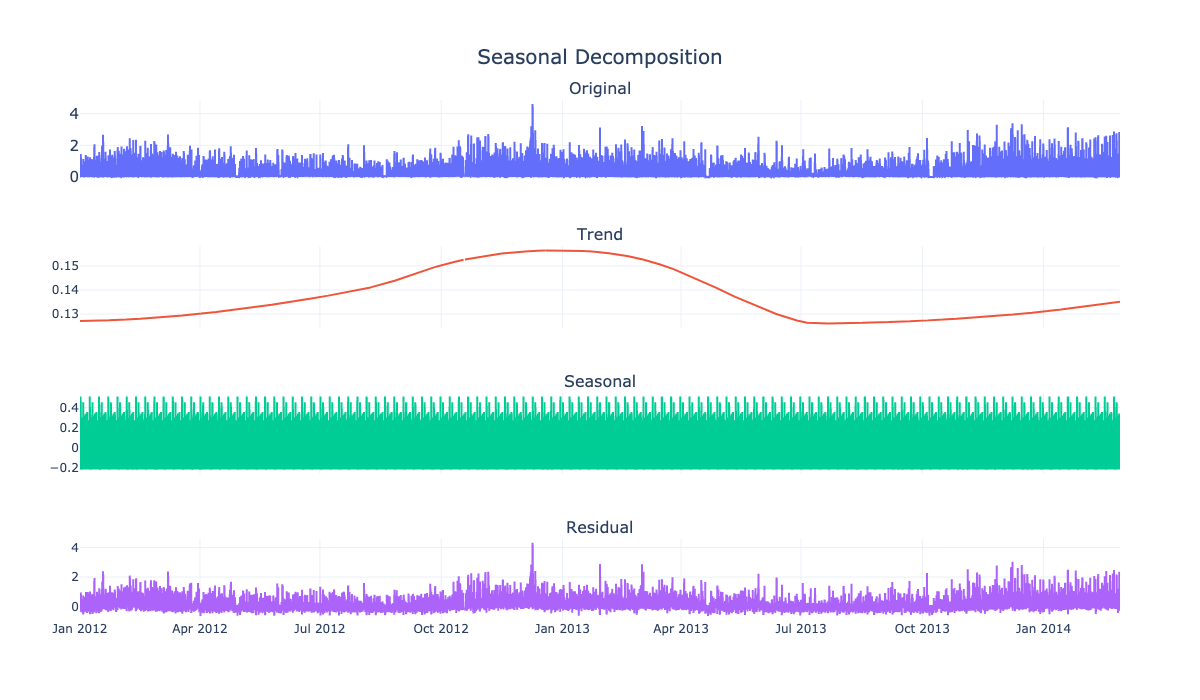 Seasonal Decomposition
Original
4
2
0
Trend
0.15
0.14
0.13
Seasonal
0.4
0.2
0
−0.2
Residual
4
2
0
Jan 2012 Apr 2012 Jul 2012 Oct 2012 Jan 2013 Apr 2013 Jul 2013 Oct 2013 Jan 2014